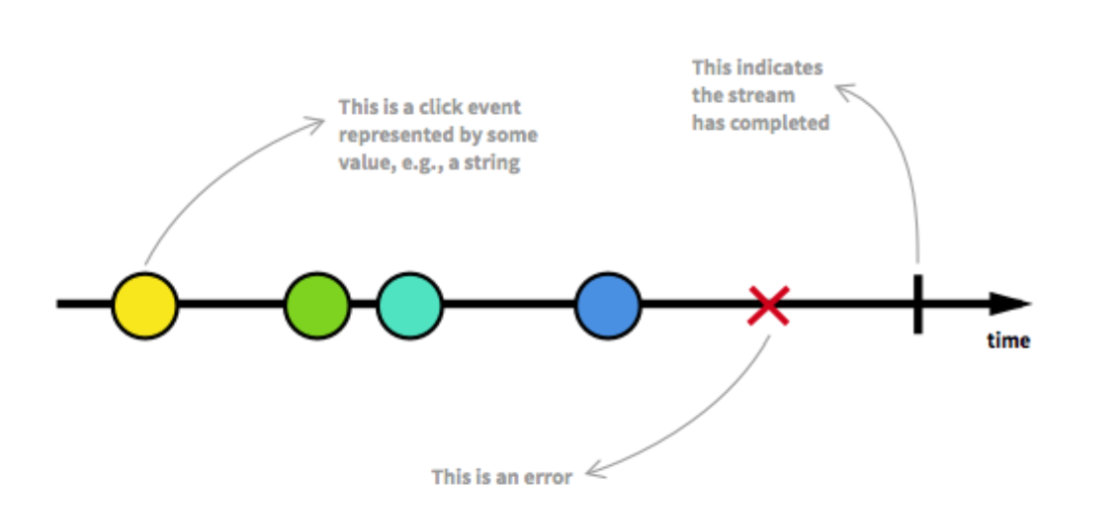 This indicates
the stream
has completed
This is a click event
represented by some
value, e.g., a string
time
This is an error